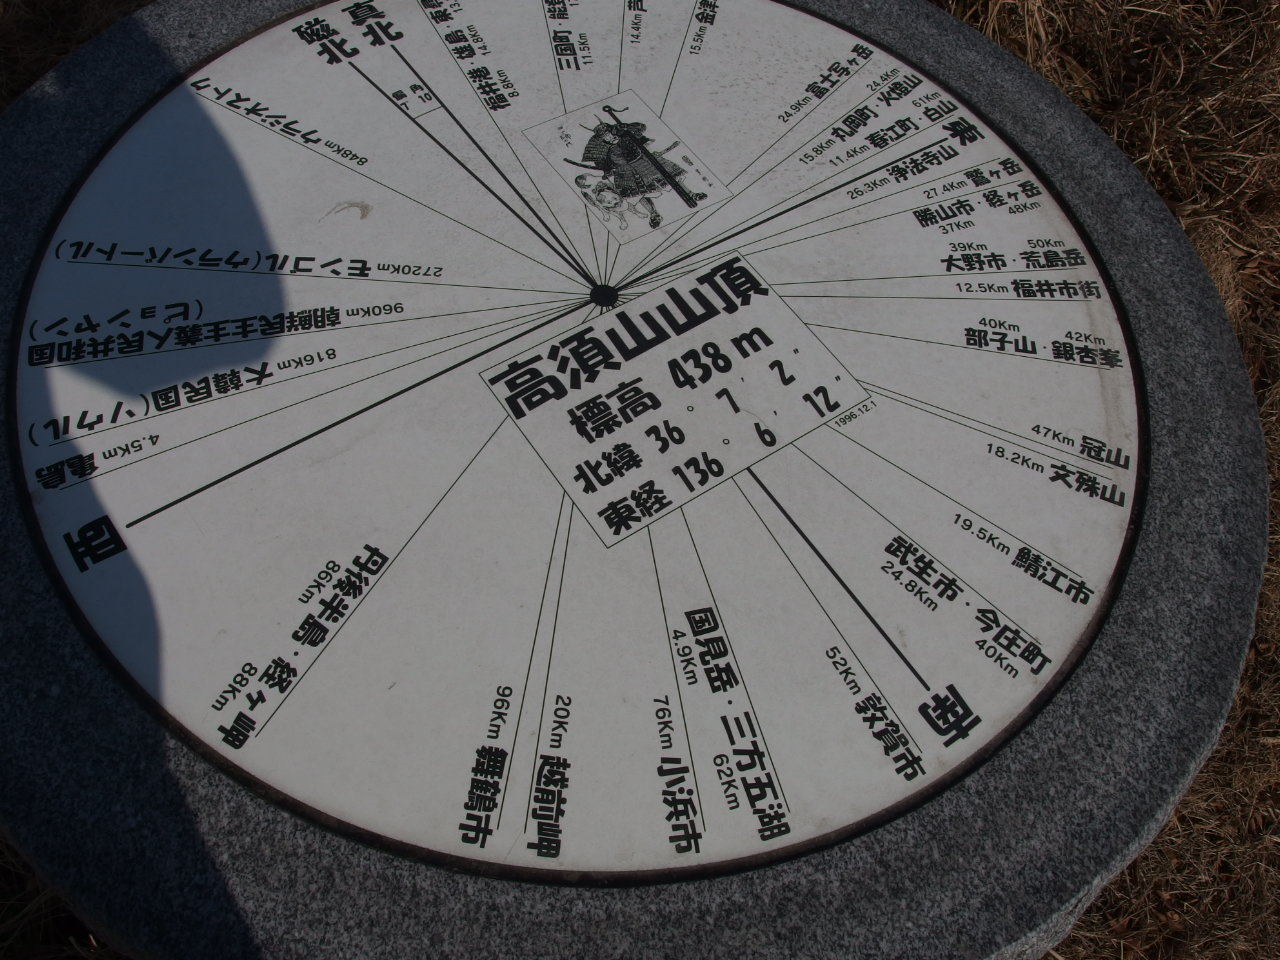 高須山山頂
標高 438m
北緯 36° 7′ 2″
東経 136° 6′ 12″
1996.12.1
磁北
真北
偏角
7° 10′
福井港・雄島・
8.8Km 14.8Km
三国町
11.5Km
14.4Km
15.5Km
24.9Km 富士写ヶ岳
15.8Km 丸岡町・火燈山 24.4Km
11.4Km 春江町・白山 61Km
東
26.3Km 浄法寺山
27.4Km 鷲ヶ岳
勝山市・経ヶ岳
37Km 48Km
39Km 50Km
大野市・荒島岳
12.5Km 福井市街
40Km 42Km
部子山・銀杏峯
47Km 冠山
18.2Km 文殊山
19.5Km 鯖江市
武生市・今庄町
24.8Km 40Km
南
52Km 敦賀市
国見岳・三方五湖
4.9Km 62Km
76Km 小浜市
20Km 越前岬
96Km 舞鶴市
丹後半島・経ヶ岬
86Km 88Km
西
4.5Km 亀島
816Km 大韓民国(ソウル)
960Km 朝鮮民主主義人民共和国
(ピョンヤン)
2720Km モンゴル(ウランバートル)
848Km ウラジオストク